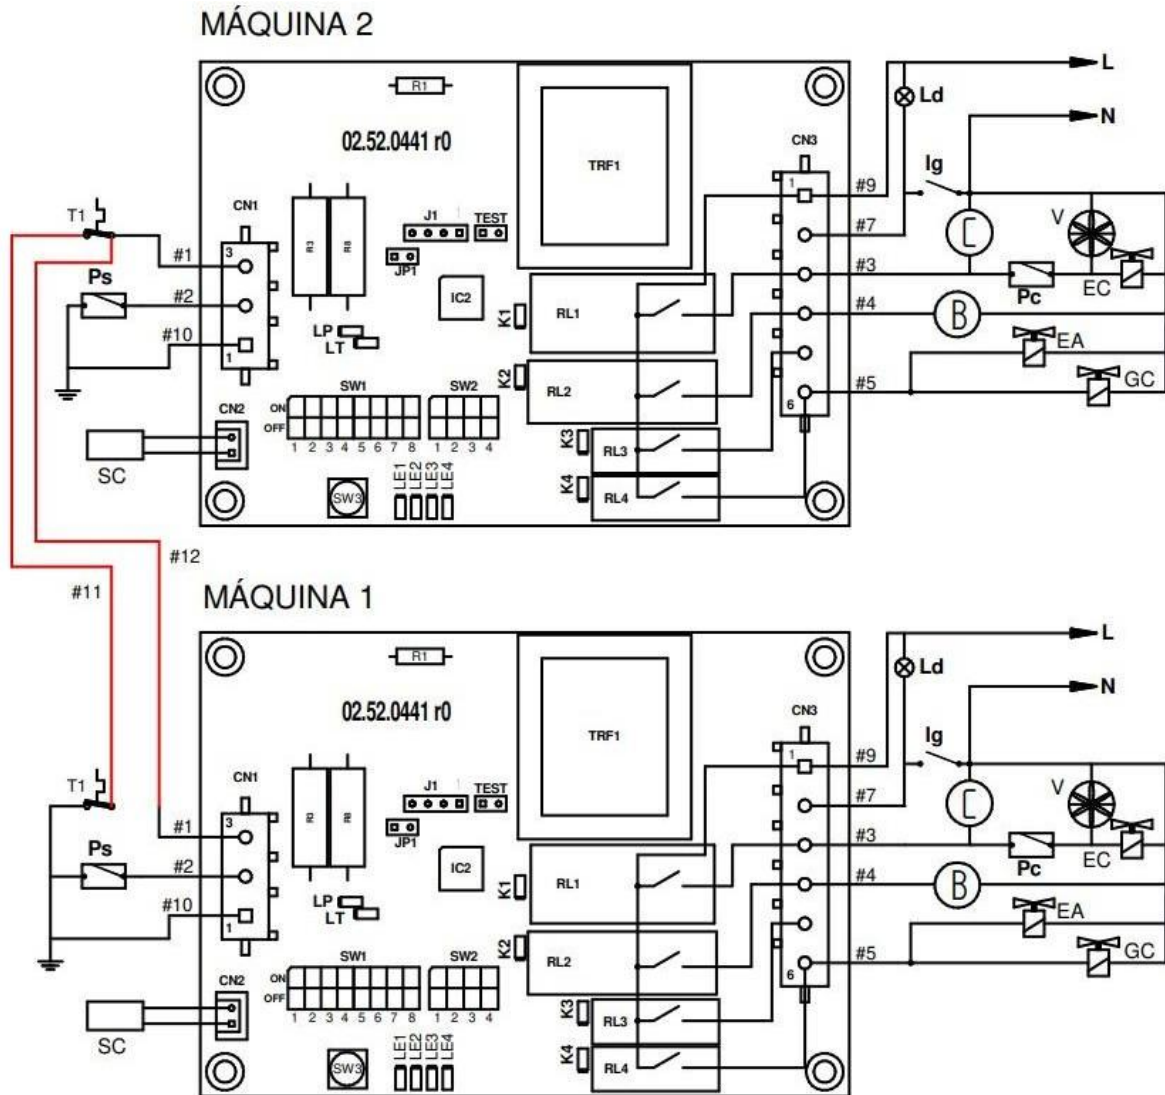 MÁQUINA 2
R1
02.52.0441 r0
TRF1
CN3
L
Ld
N
Ig
1
#9
T1
CN1
3
#1
R3
R8
J1
TEST
JP1
#7
C
V
Ps
#2
IC2
#3
Pc
EC
#10
1
LP
LT
K1
RL1
#4
B
EA
K2
RL2
6
#5
GC
CN2
ON
OFF
SW1
SW2
1 2 3 4 5 6 7 8
1 2 3 4
K3
RL3
SC
SW3
LE1
LE2
LE3
LE4
K4
RL4
#12
#11
MÁQUINA 1
R1
02.52.0441 r0
TRF1
CN3
L
Ld
N
Ig
1
#9
T1
CN1
3
#1
R3
R8
J1
TEST
JP1
#7
C
V
Ps
#2
IC2
#3
Pc
EC
#10
1
LP
LT
K1
RL1
#4
B
EA
K2
RL2
6
#5
GC
CN2
ON
OFF
SW1
SW2
1 2 3 4 5 6 7 8
1 2 3 4
K3
RL3
SC
SW3
LE1
LE2
LE3
LE4
K4
RL4